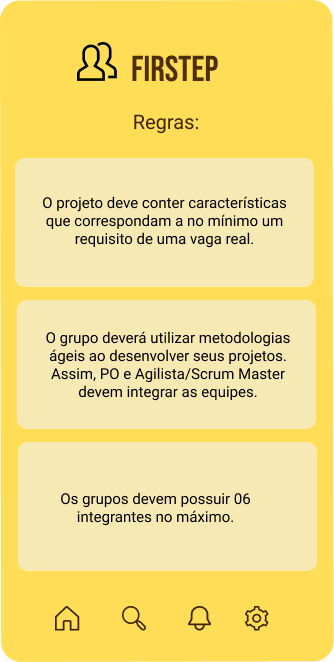 FIRSTEP
Regras:
O projeto deve conter características
que correspondam a no mínimo um
requisito de uma vaga real.
O grupo deverá utilizar metodologias
ágeis ao desenvolver seus projetos.
Assim, PO e Agilista/Scrum Master
devem integrar as equipes.
Os grupos devem possuir 06
integrantes no máximo.